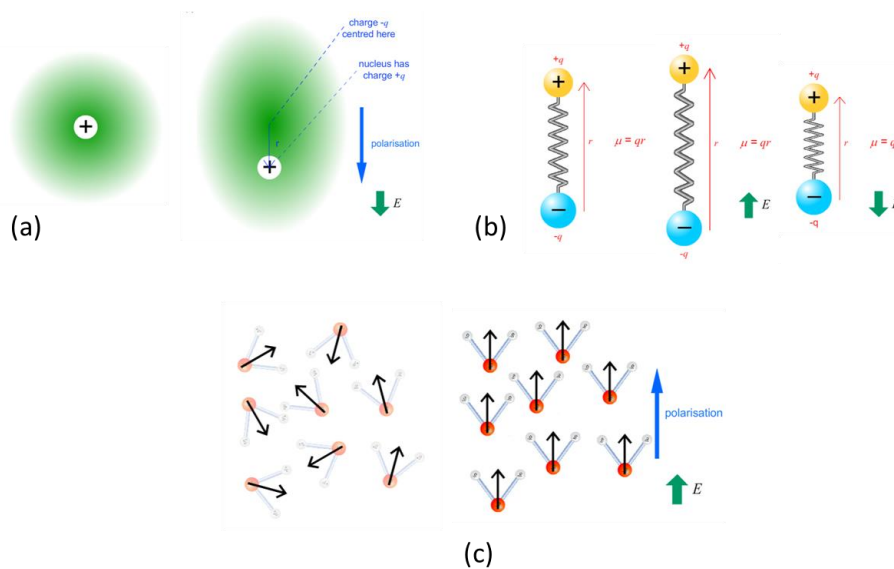 charge -q
centred here
nucleus has
charge +q
+
+
r
polarisation
E
(a)
+q
+
r
μ = qr
−
-q
+q
+
r
μ = qr
E
−
-q
+q
+
r
μ = q
−
-q
(b)
polarisation
E
(c)